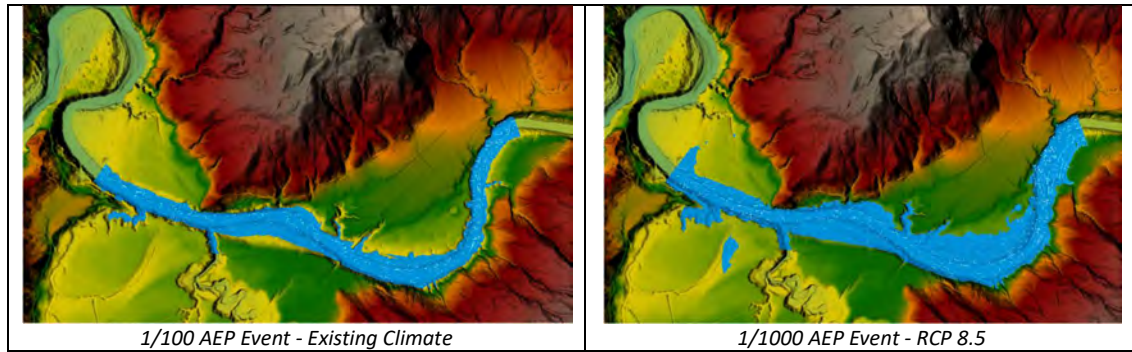 1/100 AEP Event - Existing Climate
1/1000 AEP Event - RCP 8.5